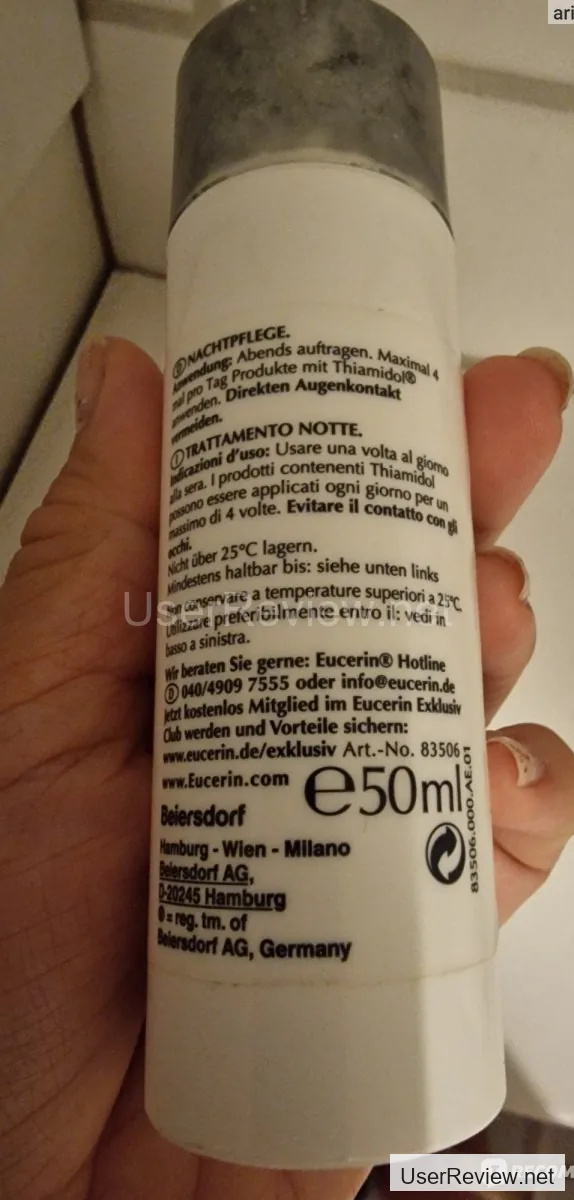 ari
Ⓓ NACHTPFLEGE.
Anwendung: Abends auftragen. Maximal 4
mal pro Tag Produkte mit Thiamidol®
anwenden. Direkten Augenkontakt
vermeiden.
Ⓘ TRATTAMENTO NOTTE.
Indicazioni d'uso: Usare una volta al giorno
alla sera. I prodotti contenenti Thiamidol
possono essere applicati ogni giorno per un
massimo di 4 volte. Evitare il contatto con gli
occhi.
Nicht über 25°C lagern.
Mindestens haltbar bis: siehe unten links
Non conservare a temperature superiori a 25°C.
Utilizzare preferibilmente entro il: vedi in
basso a sinistra.
UserReview.net
Wir beraten Sie gerne: Eucerin® Hotline
Ⓓ 040/4909 7555 oder info@eucerin.de
Jetzt kostenlos Mitglied im Eucerin Exklusiv
Club werden und Vorteile sichern:
www.eucerin.de/exklusiv Art.-No. 83506
www.Eucerin.com
℮50ml
83506.000.AE.01
Beiersdorf
Hamburg - Wien - Milano
Beiersdorf AG,
D-20245 Hamburg
® = reg. tm. of
Beiersdorf AG, Germany
UserReview.net